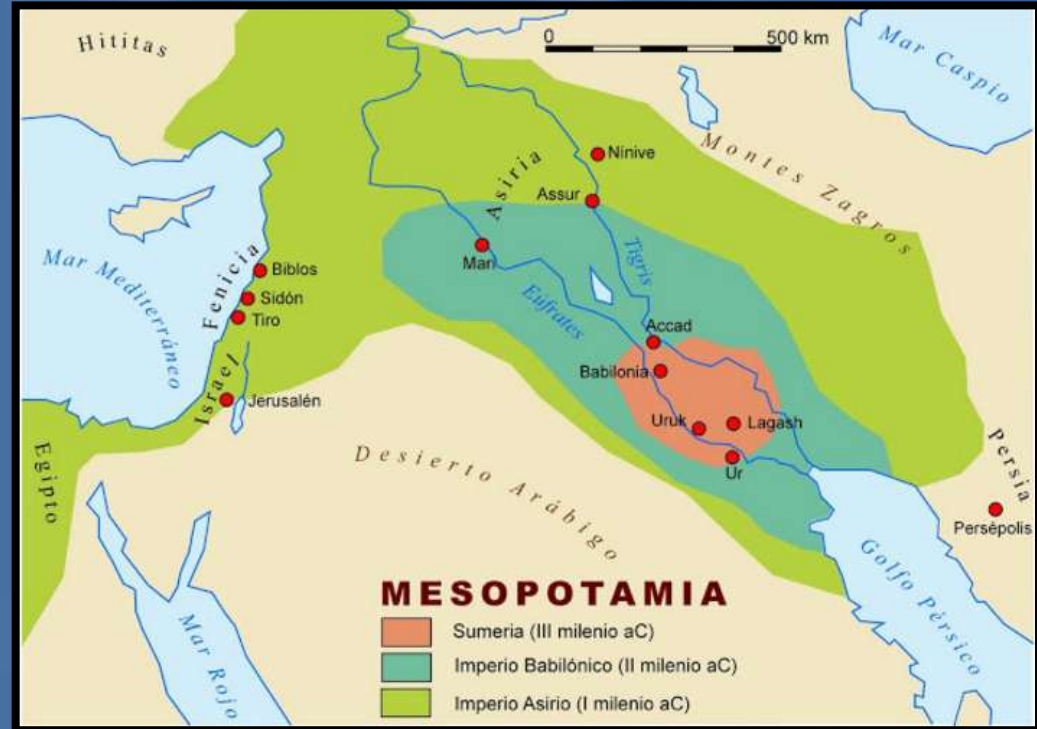 Hititas
0 500 km
Mar Caspio
Montes Zagros
Nínive
Asiria
Assur
Mari
Tigris
Eúfrates
Mar Mediterráneo
Fenicia
Biblos
Sidón
Tiro
Israel
Jerusalén
Accad
Babilonia
Uruk
Lagash
Ur
Egipto
Desierto Arábigo
Persia
Persépolis
Golfo Pérsico
Mar Rojo
MESOPOTAMIA
Sumeria (III milenio aC)
Imperio Babilónico (II milenio aC)
Imperio Asirio (I milenio aC)